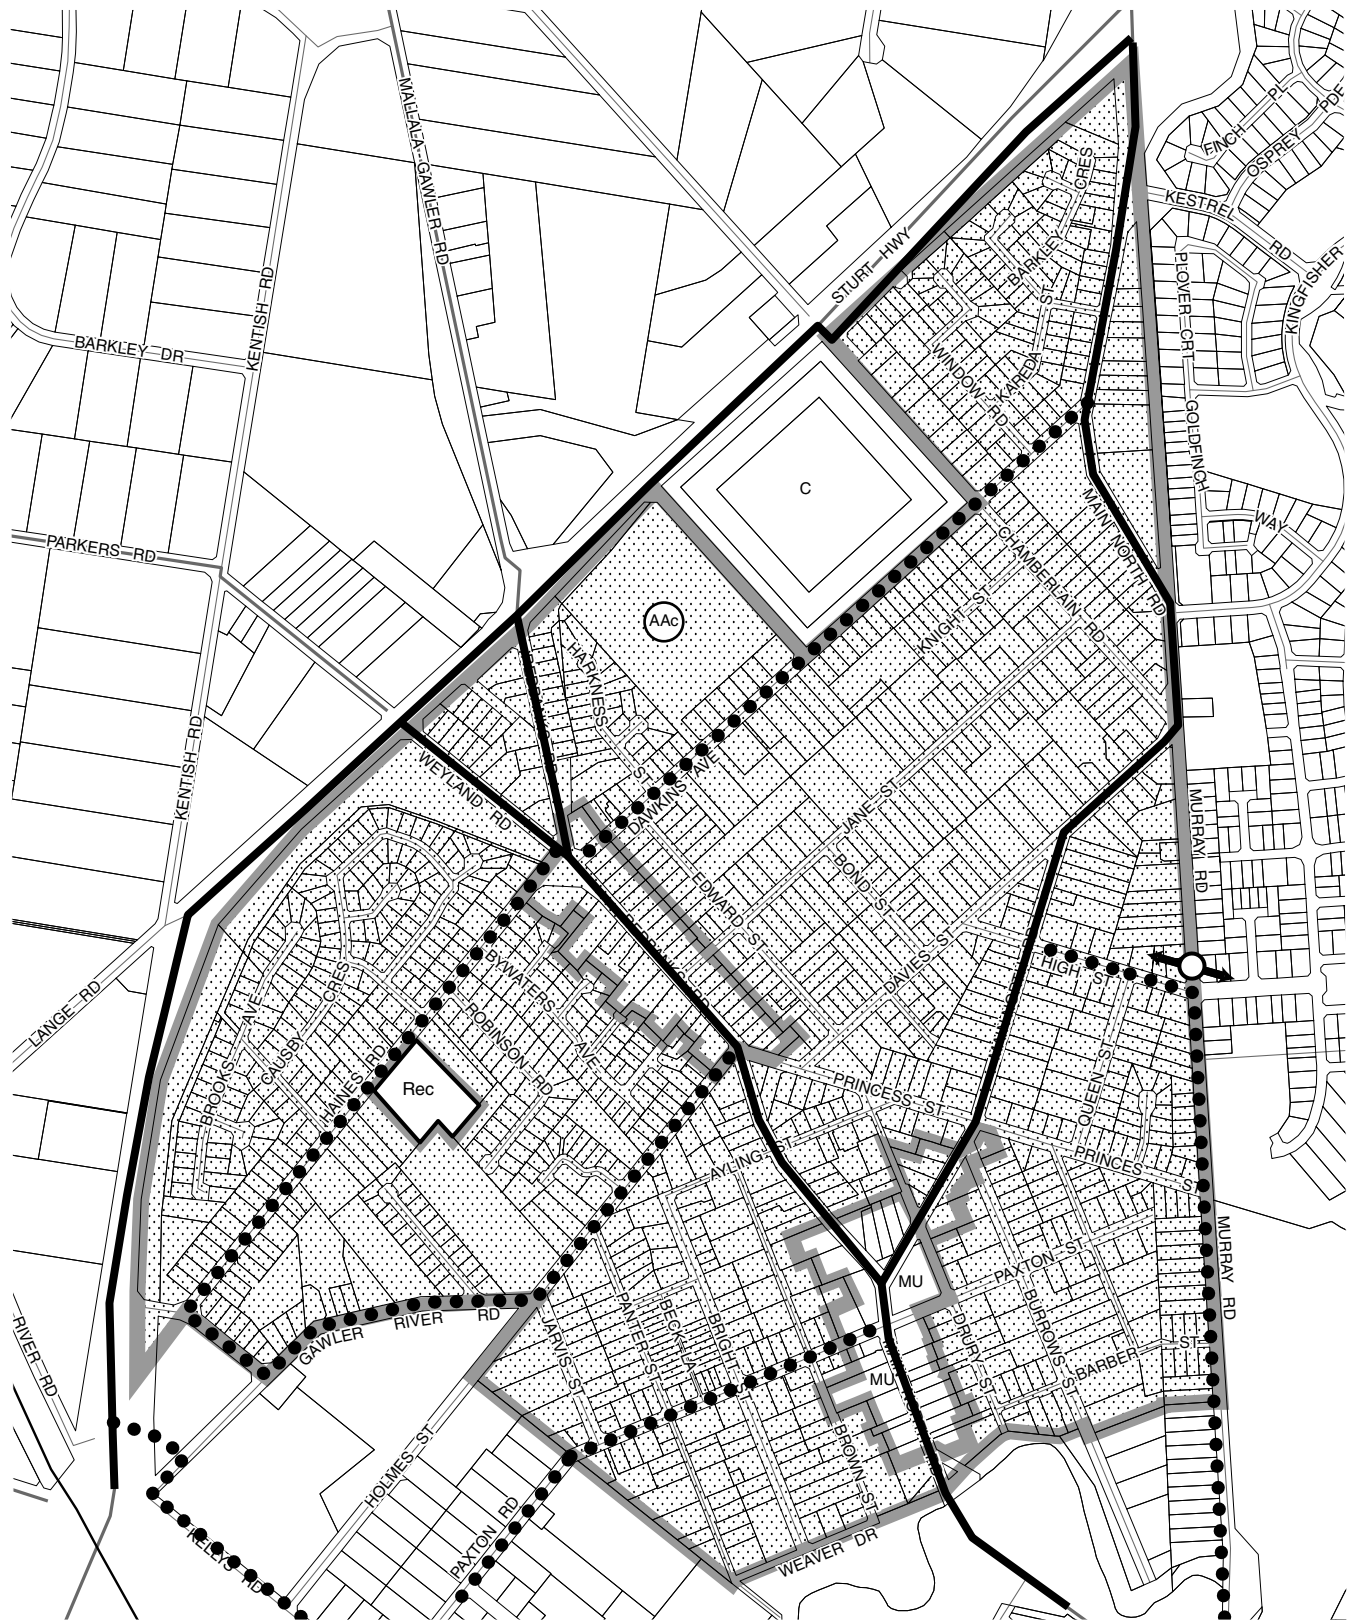 FINCH PL
OSPREY PDE
MALLALA GAWLER RD
KESTREL RD
BARKLEY CRES
STURT HWY
PLOVER CRT
KINGFISHER
KENTISH RD
BARKLEY DR
WINDOW RD
KAREDA ST
GOLDFINCH WAY
C
MAIN NORTH RD
CHAMBERLAIN RD
PARKERS RD
KNIGHT ST
AAc
HARKNESS ST
KENTISH RD
WEYLAND RD
DAWKINS AVE
JANE ST
MURRAY RD
EDWARD ST
BOND ST
DAVIES ST
HIGH ST
LANGE RD
BROOKS AVE
CAUSBY CRES
BYWATERS AVE
ROBINSON RD
HAINES RD
Rec
PRINCESS ST
QUEEN ST
AYLING ST
PRINCES ST
MURRAY RD
PAXTON ST
MU
RIVER RD
GAWLER RIVER RD
JARVIS ST
PANTER ST
BECK LA
BRIGHT
DRURY ST
BURROWS ST
BARBER ST
MU
HOLMES ST
BROWN ST
PAXTON RD
WEAVER DR
KELLYS RD